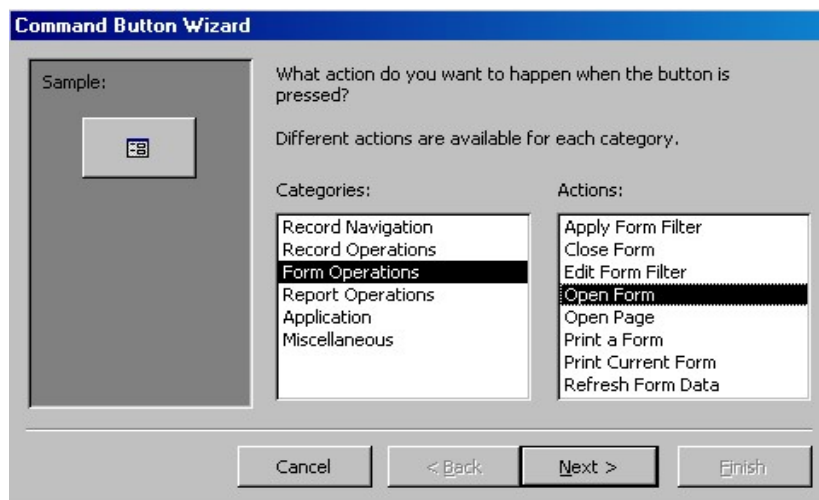 Command Button Wizard
Sample:
What action do you want to happen when the button is
pressed?
Different actions are available for each category.
Categories:
Record Navigation
Record Operations
Form Operations
Report Operations
Application
Miscellaneous
Actions:
Apply Form Filter
Close Form
Edit Form Filter
Open Form
Open Page
Print a Form
Print Current Form
Refresh Form Data
Cancel
< Back
Next >
Finish